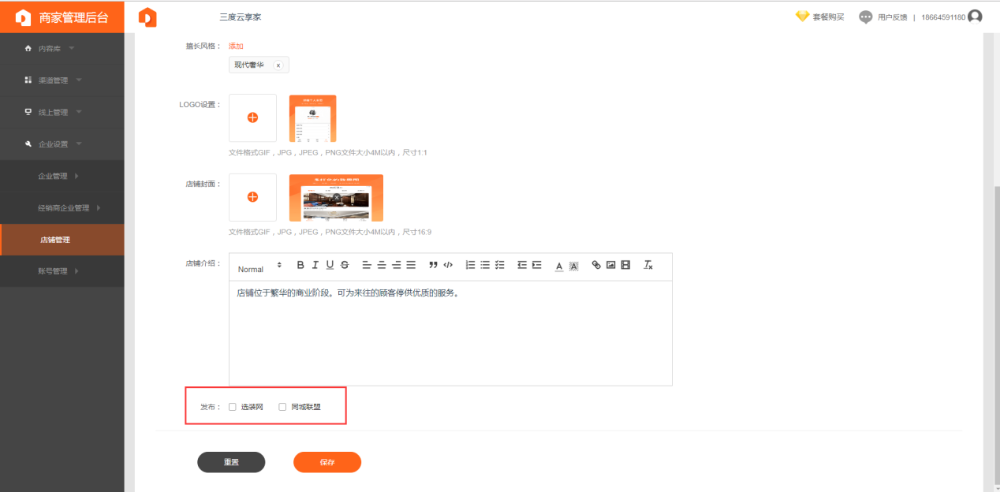 商家管理后台
三度云享家
套餐购买
用户反馈 | 18664591180
内容库
渠道管理
线上管理
企业设置
企业管理
经销商企业管理
店铺管理
账号管理
擅长风格： 添加
现代奢华 x
LOGO设置：
文件格式GIF，JPG，JPEG，PNG文件大小4M以内，尺寸1:1
店铺封面：
文件格式GIF，JPG，JPEG，PNG文件大小4M以内，尺寸16:9
店铺介绍：
Normal
店铺位于繁华的商业阶段。可为来往的顾客停供优质的服务。
发布： 选装网 同城联盟
重置 保存